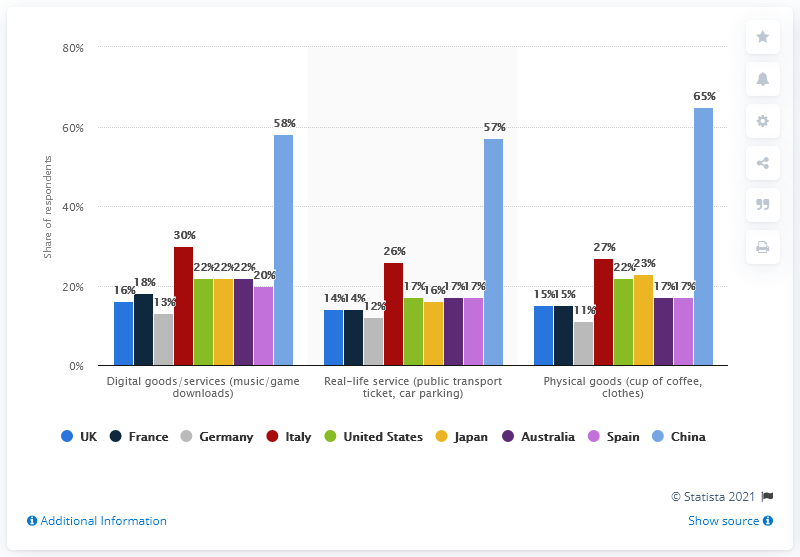 80%
60%
40%
20%
0%
Share of respondents
16% 18% 13% 30% 22% 22% 22% 20% 58%
14% 14% 12% 26% 17% 16% 17% 17% 57%
15% 15% 11% 27% 22% 23% 17% 17% 65%
Digital goods/services (music/game
downloads)
Real-life service (public transport
ticket, car parking)
Physical goods (cup of coffee,
clothes)
UK France Germany Italy United States Japan Australia Spain China
© Statista 2021
Additional Information
Show source